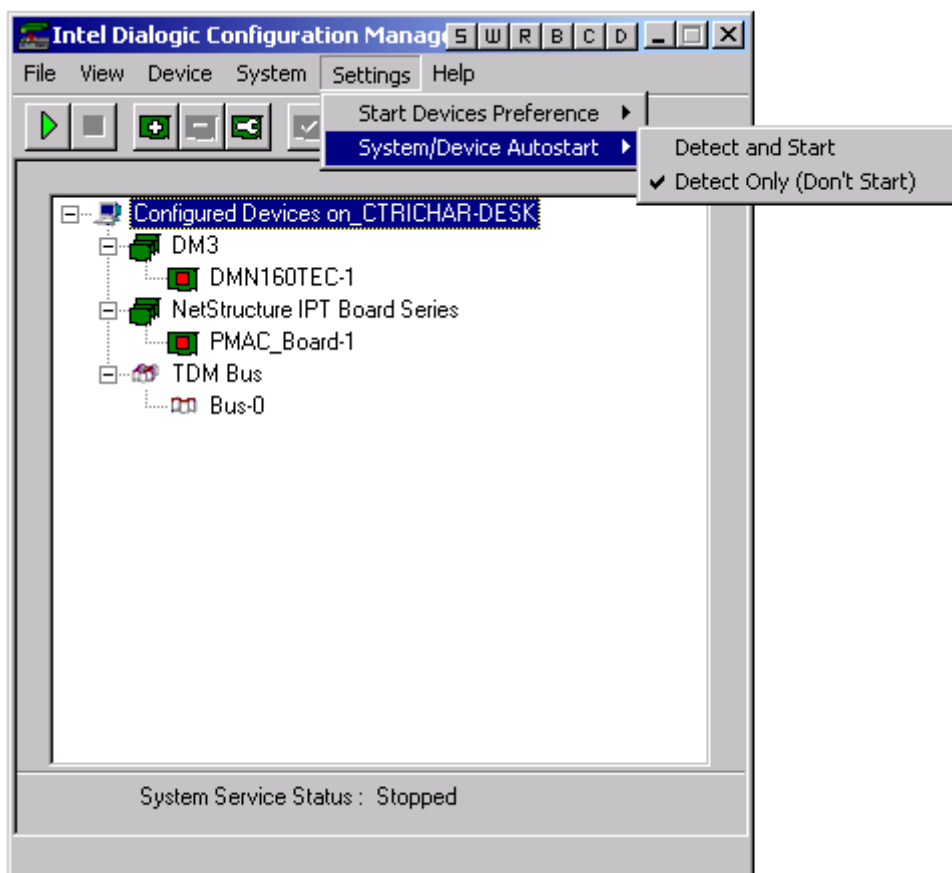 Intel Dialogic Configuration Manag S W R B C D
File View Device System Settings Help
Start Devices Preference
System/Device Autostart
Detect and Start
Detect Only (Don't Start)
Configured Devices on_CTRICHAR-DESK
DM3
DMN160TEC-1
NetStructure IPT Board Series
PMAC_Board-1
TDM Bus
Bus-0
System Service Status : Stopped